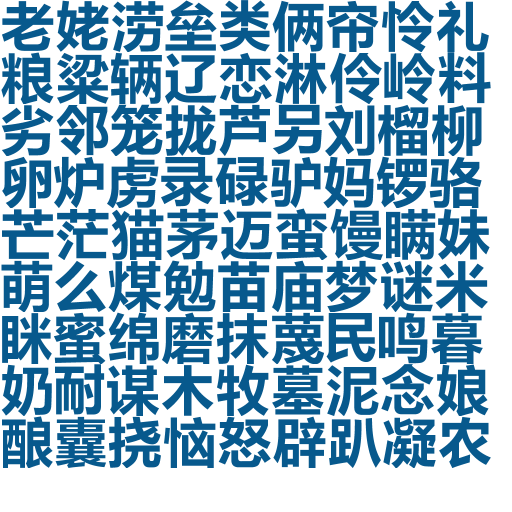 老姥涝垒类俩帘怜礼
粮粱辆辽恋淋伶岭料
劣邻笼拢芦另刘榴柳
卵炉虏录碌驴妈锣骆
芒茫猫茅迈蛮馒瞒妹
萌么煤勉苗庙梦谜米
眯蜜绵磨抹蔑民鸣暮
奶耐谋木牧墓泥念娘
酿囊挠恼怒辟趴凝农